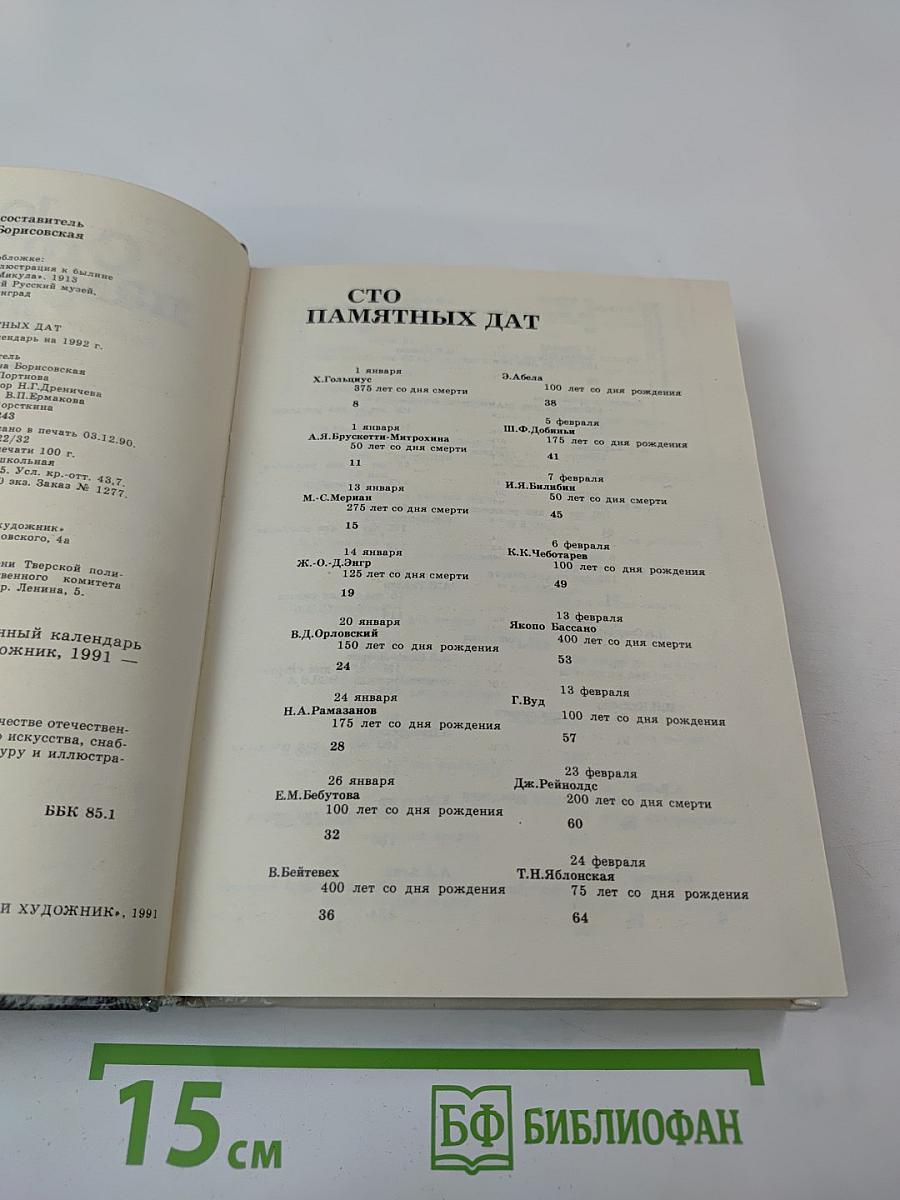 составитель
Борисовская
обложке:
люстрация к былине
Микула». 1913
й Русский музей,
нград
НЫХ ДАТ
ендарь на 1992 г.
тель
на Борисовская
Портнова
ор Н.Г.Дреничева
В.П.Ермакова
орсткина
243
сано в печать 03.12.90.
22/32
ечати 100 г.
школьная
5. Усл. кр.-отт. 43,7.
0 экз. Заказ № 1277.
художник»
овского, 4а
ни Тверской поли-
твенного комитета
р. Ленина, 5.
нный календарь
ожник, 1991 —
честве отечествен-
о искусства, снаб-
уру и иллюстра-
ББК 85.1
Й ХУДОЖНИК», 1991
СТО
ПАМЯТНЫХ ДАТ
1 января
Х.Гольциус
375 лет со дня смерти
8
1 января
А.Я.Брускетти-Митрохина
50 лет со дня смерти
11
13 января
М.-С.Мериан
275 лет со дня смерти
15
14 января
Ж.-О.-Д.Энгр
125 лет со дня смерти
19
20 января
В.Д.Орловский
150 лет со дня рождения
24
24 января
Н.А.Рамазанов
175 лет со дня рождения
28
26 января
Е.М.Бебутова
100 лет со дня рождения
32
В.Бейтевех
400 лет со дня рождения
36
Э.Абела
100 лет со дня рождения
38
5 февраля
Ш.Ф.Добиньи
175 лет со дня рождения
41
7 февраля
И.Я.Билибин
50 лет со дня смерти
45
6 февраля
К.К.Чеботарев
100 лет со дня рождения
49
13 февраля
Якопо Бассано
400 лет со дня смерти
53
13 февраля
Г.Вуд
100 лет со дня рождения
57
23 февраля
Дж.Рейнолдс
200 лет со дня смерти
60
24 февраля
Т.Н.Яблонская
75 лет со дня рождения
64
15 см
БФ БИБЛИОФАН